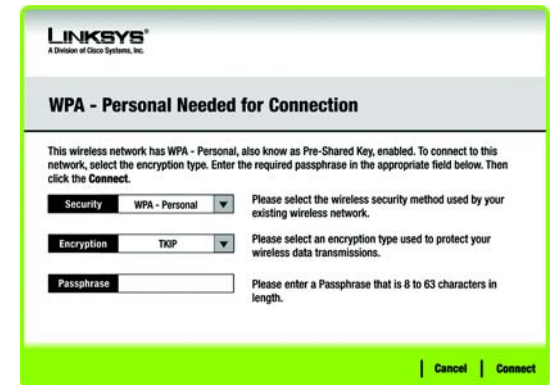 LINKSYS®
A Division of Cisco Systems, Inc.
WPA - Personal Needed for Connection
This wireless network has WPA - Personal, also know as Pre-Shared Key, enabled. To connect to this
network, select the encryption type. Enter the required passphrase in the appropriate field below. Then
click the Connect.
Security WPA - Personal Please select the wireless security method used by your
existing wireless network.
Encryption TKIP Please select an encryption type used to protect your
wireless data transmissions.
Passphrase Please enter a Passphrase that is 8 to 63 characters in
length.
Cancel Connect